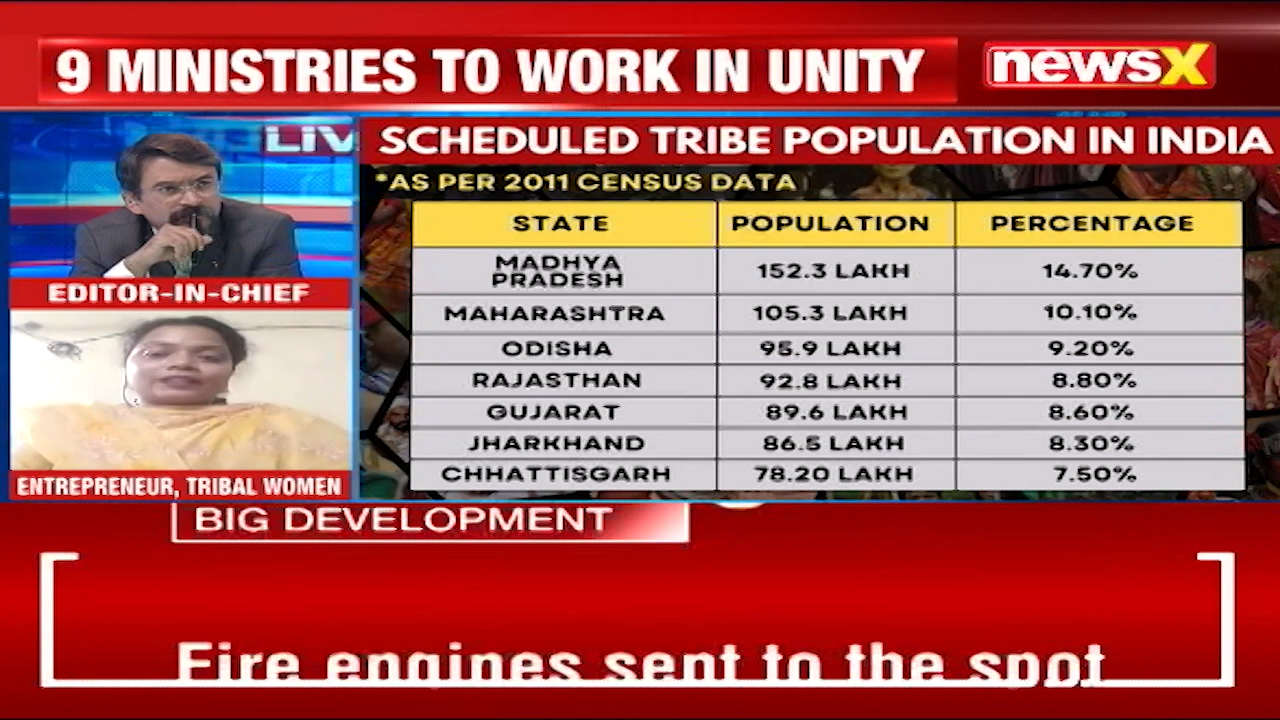 9 MINISTRIES TO WORK IN UNITY
newsX
LIV
SCHEDULED TRIBE POPULATION IN INDIA
*AS PER 2011 CENSUS DATA
STATE POPULATION PERCENTAGE
MADHYA
PRADESH 152.3 LAKH 14.70%
MAHARASHTRA 105.3 LAKH 10.10%
ODISHA 95.9 LAKH 9.20%
RAJASTHAN 92.8 LAKH 8.80%
GUJARAT 89.6 LAKH 8.60%
JHARKHAND 86.5 LAKH 8.30%
CHHATTISGARH 78.20 LAKH 7.50%
EDITOR-IN-CHIEF
ENTREPRENEUR, TRIBAL WOMEN
BIG DEVELOPMENT
Fire engines sent to the spot